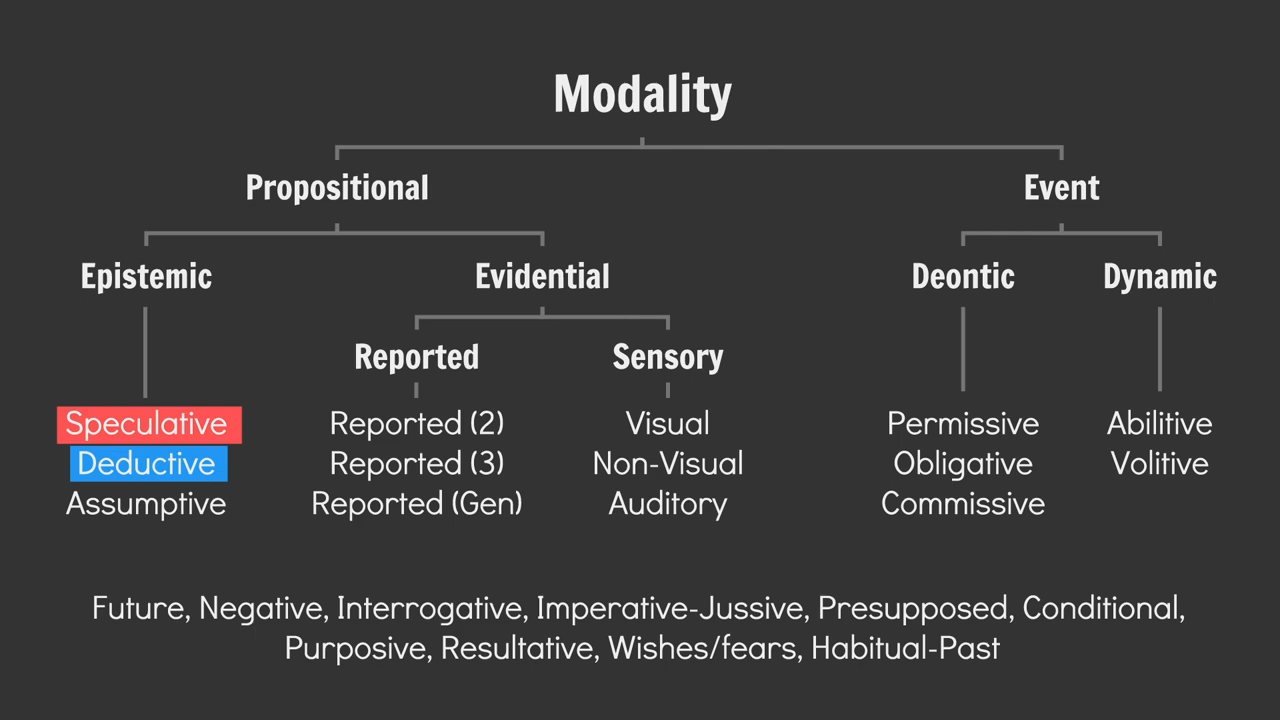 Modality
Propositional
Event
Epistemic
Evidential
Deontic
Dynamic
Reported
Sensory
Speculative
Deductive
Assumptive
Reported (2)
Reported (3)
Reported (Gen)
Visual
Non-Visual
Auditory
Permissive
Obligative
Commissive
Abilitive
Volitive
Future, Negative, Interrogative, Imperative-Jussive, Presupposed, Conditional,
Purposive, Resultative, Wishes/fears, Habitual-Past